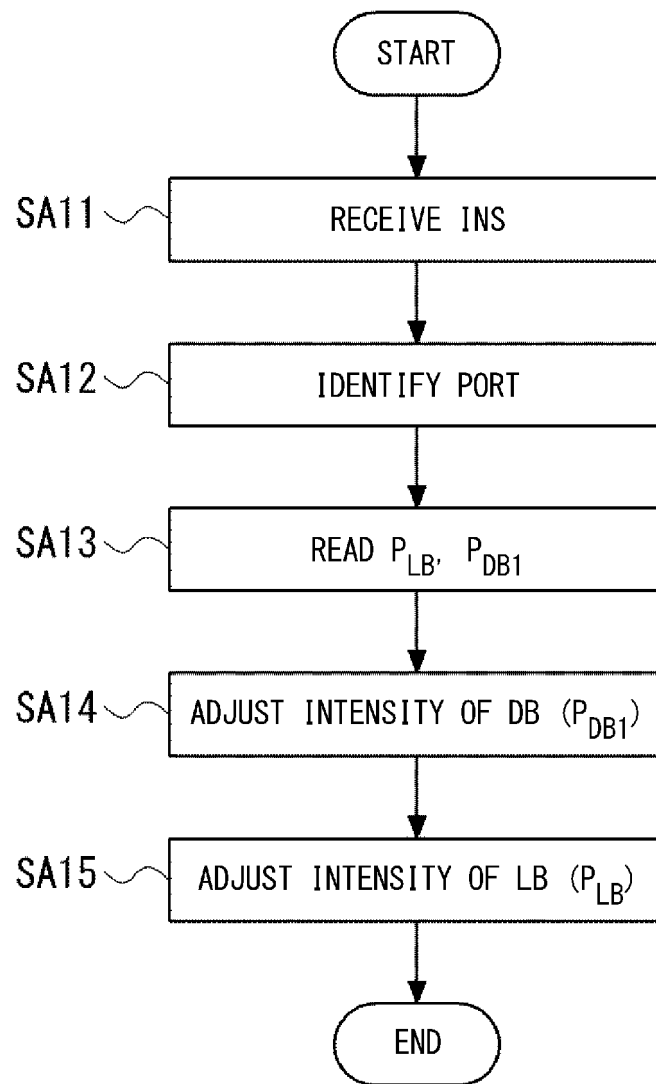 START
SA11 RECEIVE INS
SA12 IDENTIFY PORT
SA13 READ P_LB, P_DB1
SA14 ADJUST INTENSITY OF DB (P_DB1)
SA15 ADJUST INTENSITY OF LB (P_LB)
END